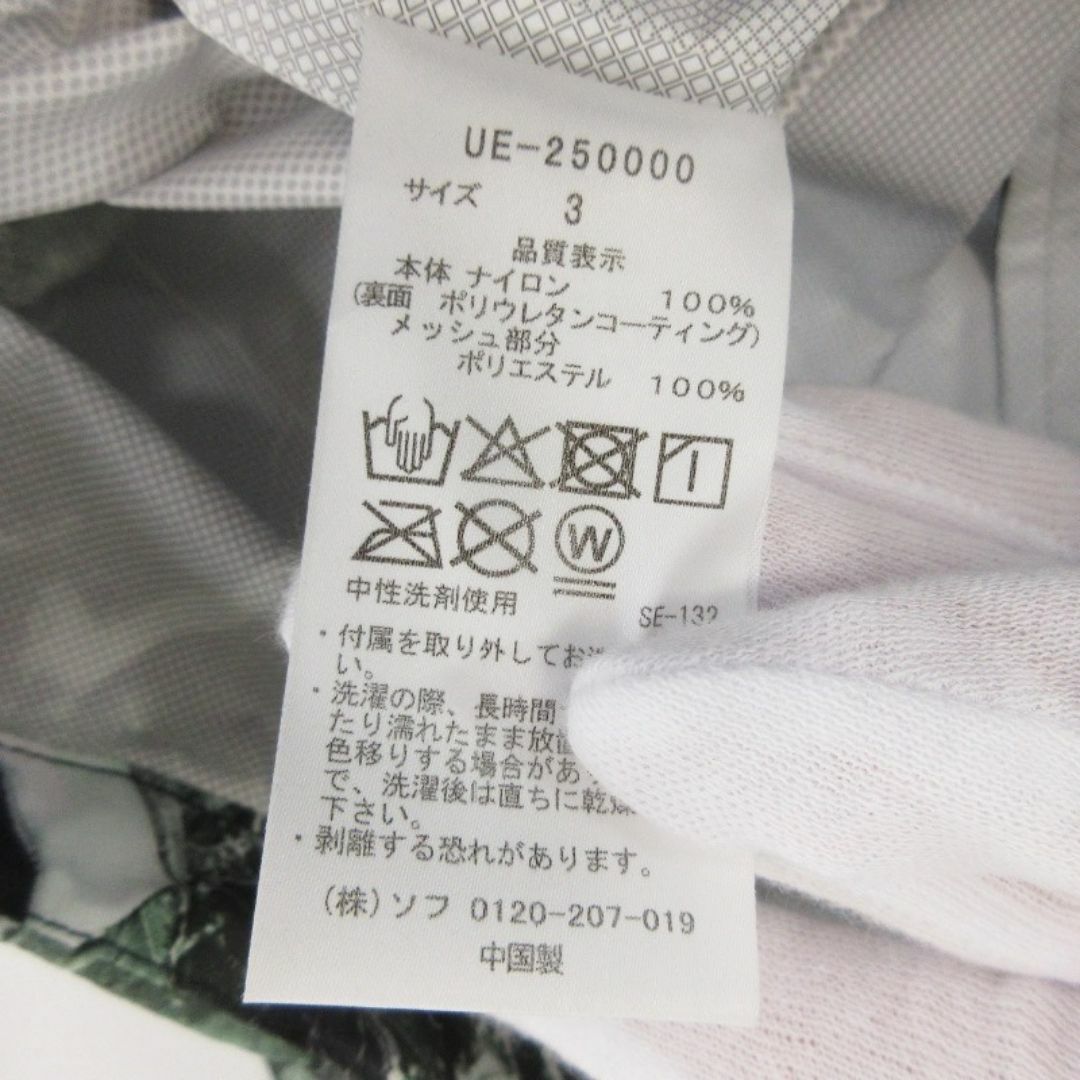 UE-250000
サイズ 3
品質表示
本体 ナイロン 100%
(裏面 ポリウレタンコーティング)
メッシュ部分
ポリエステル 100%
W
中性洗剤使用
SE-132
・付属を取り外してお
い。
・洗濯の際、長時間
たり濡れたまま放
色移りする場合があ
で、洗濯後は直ちに乾
下さい。
・剥離する恐れがあります。
(株)ソフ 0120-207-019
中国製